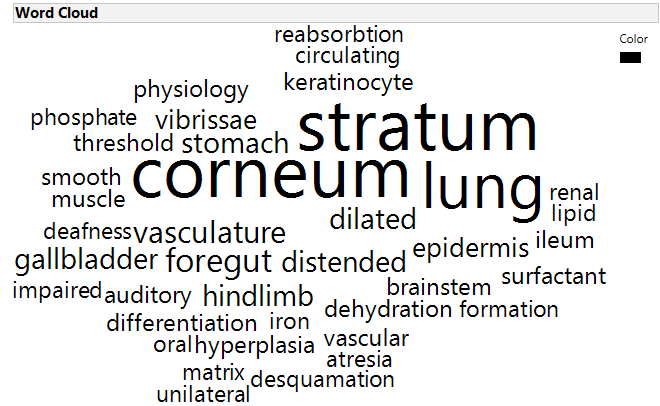 Word Cloud
Color
reabsorbtion
circulating
keratinocyte
physiology
phosphate vibrissae
threshold stomach stratum
corneum lung
smooth
muscle
renal
lipid
dilated
deafness vasculature
epidermis ileum
gallbladder foregut distended
surfactant
impaired auditory hindlimb brainstem
dehydration formation
differentiation iron
oral hyperplasia vascular
atresia
matrix desquamation
unilateral